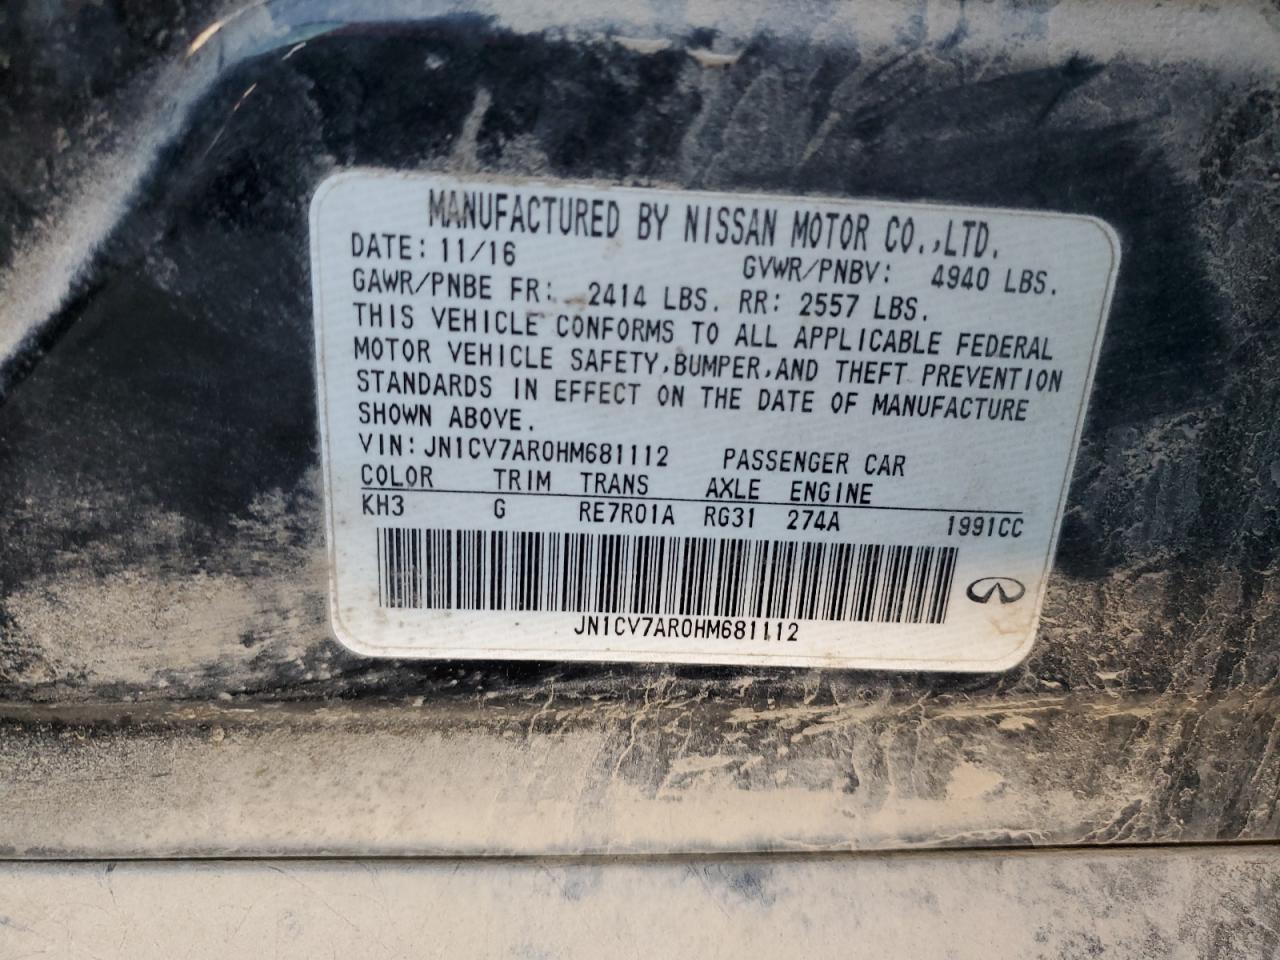 MANUFACTURED BY NISSAN MOTOR CO.,LTD.
DATE: 11/16 GVWR/PNBV: 4940 LBS.
GAWR/PNBE FR: 2414 LBS. RR: 2557 LBS.
THIS VEHICLE CONFORMS TO ALL APPLICABLE FEDERAL
MOTOR VEHICLE SAFETY,BUMPER,AND THEFT PREVENTION
STANDARDS IN EFFECT ON THE DATE OF MANUFACTURE
SHOWN ABOVE.
VIN: JN1CV7AR0HM681112 PASSENGER CAR
COLOR TRIM TRANS AXLE ENGINE
KH3 G RE7R01A RG31 274A 1991CC
JN1CV7AR0HM681112